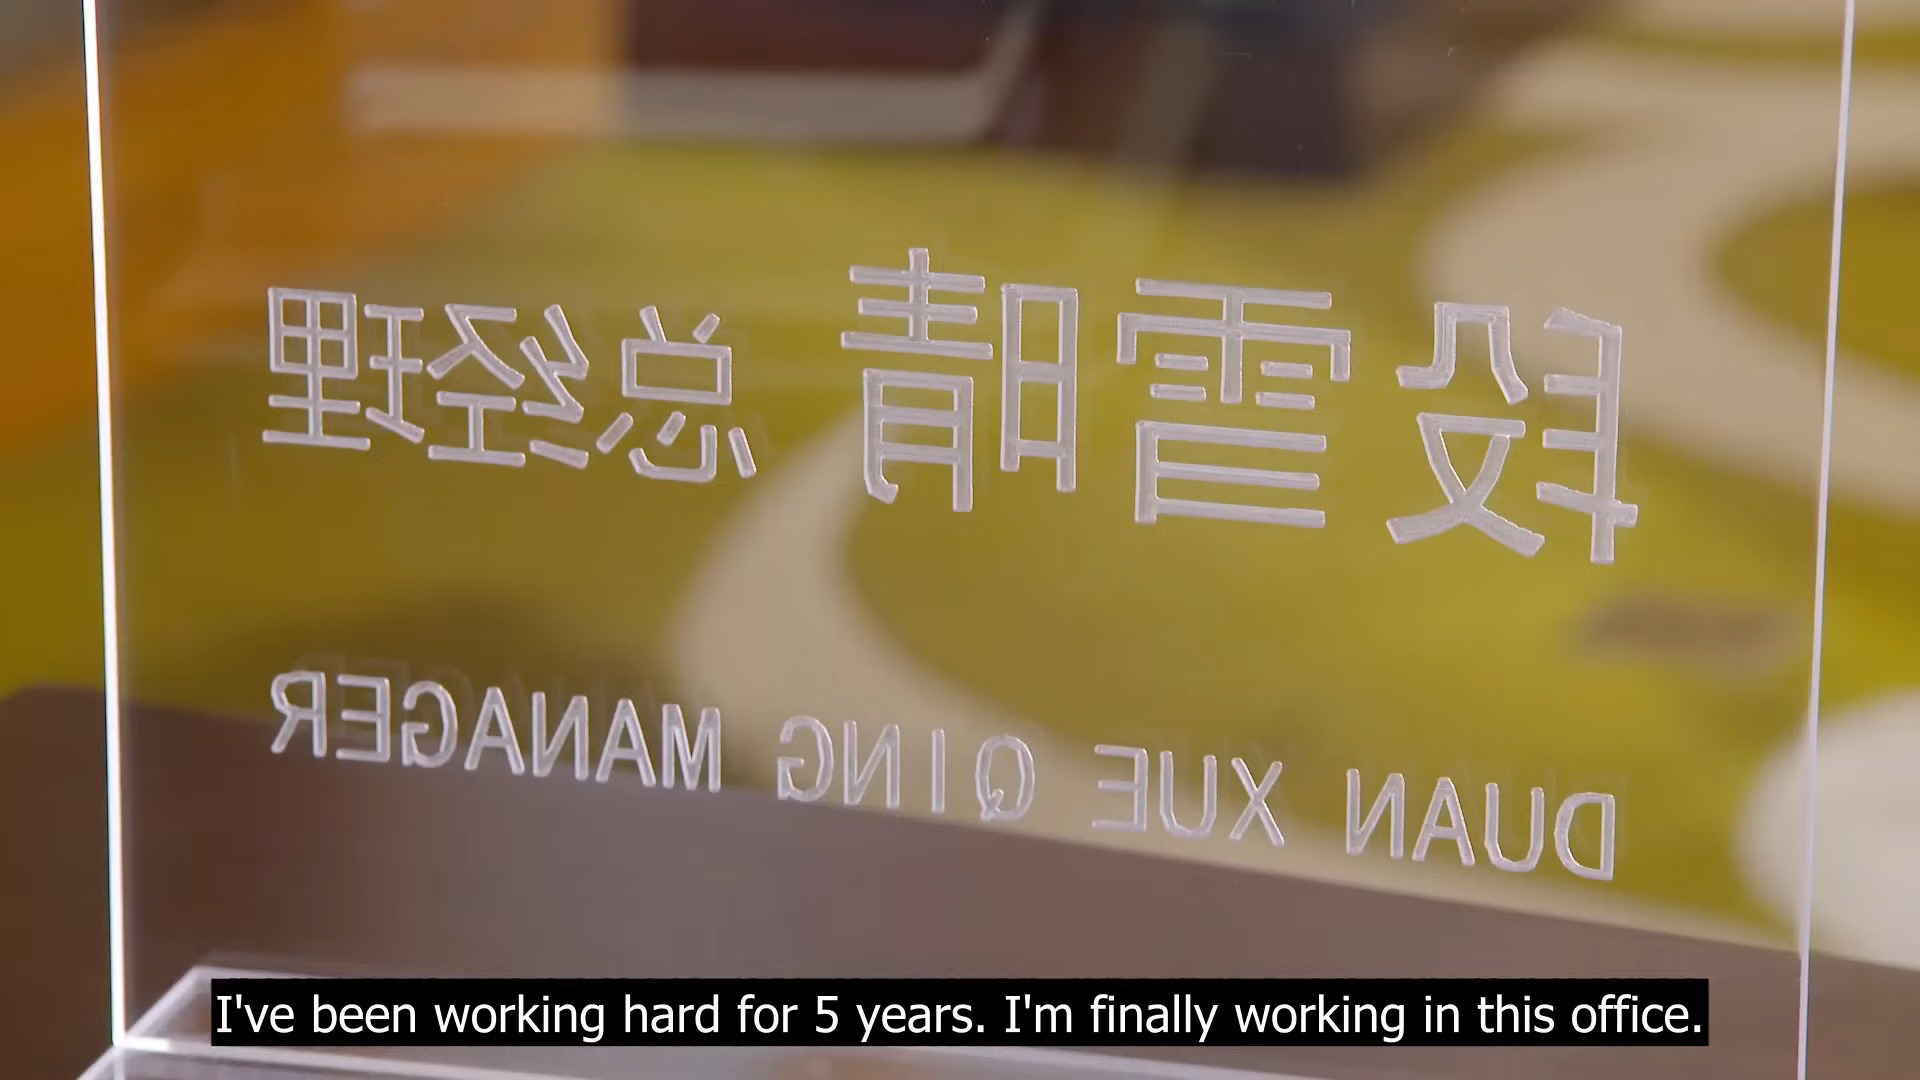 段雪晴 总经理
DUAN XUE QING MANAGER
I've been working hard for 5 years. I'm finally working in this office.